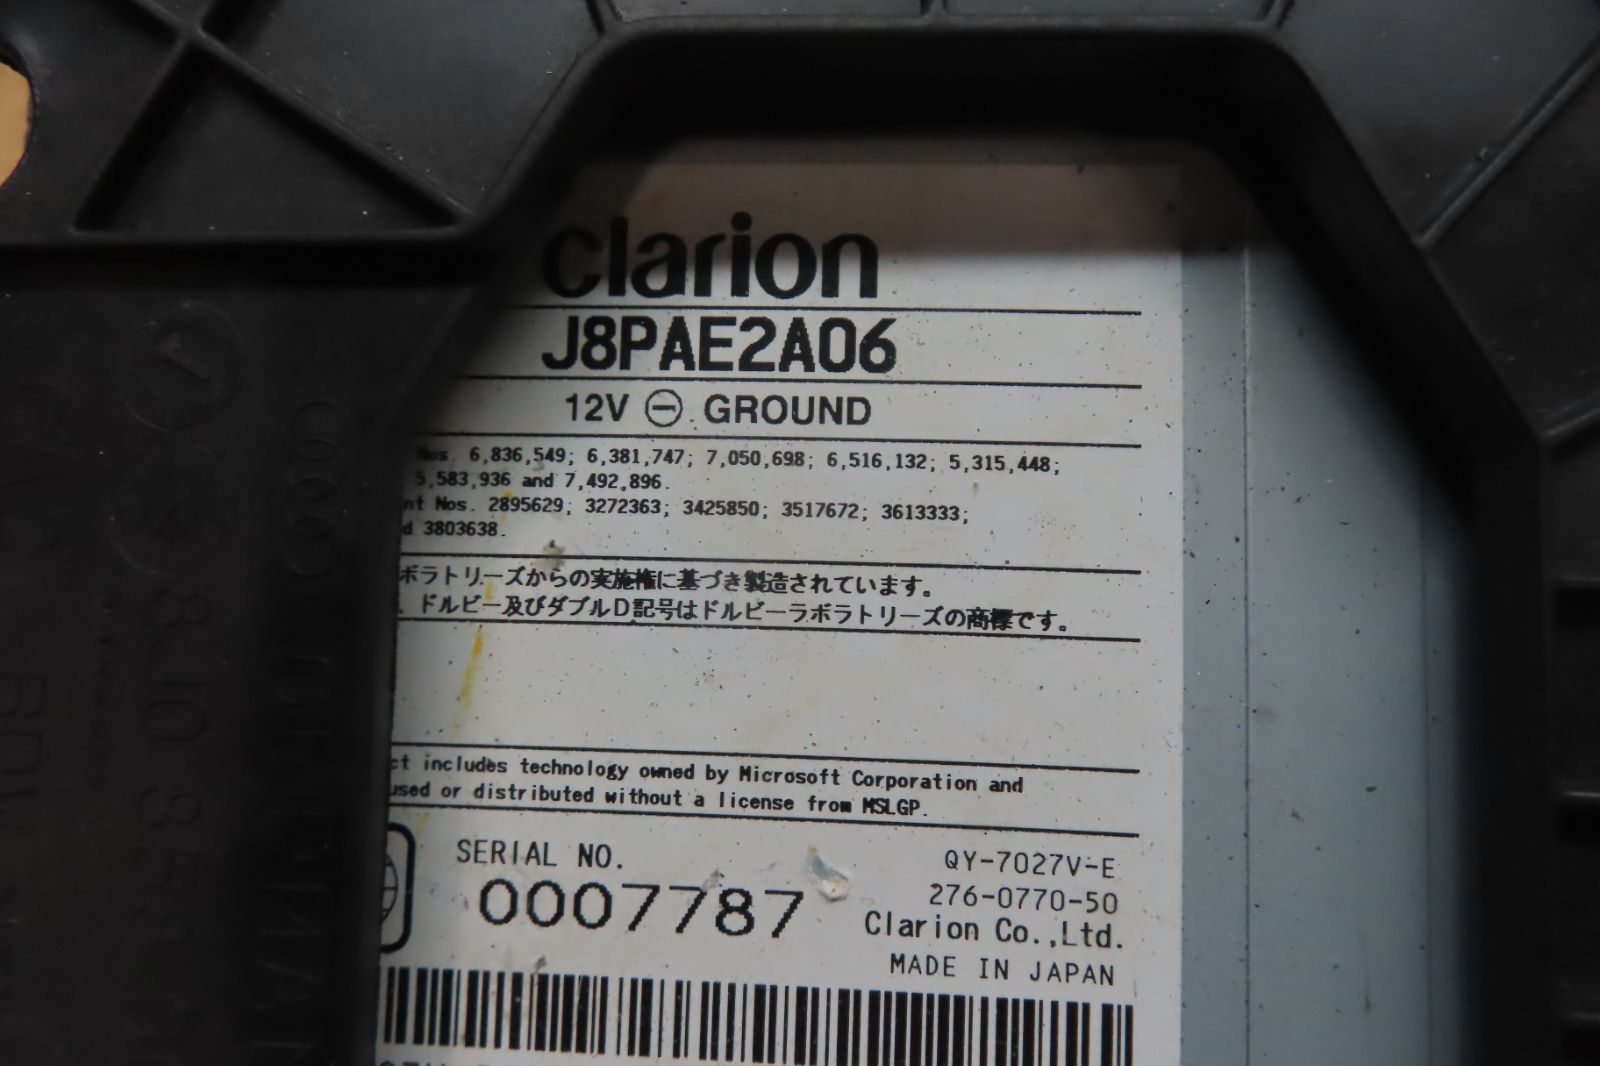 clarion
J8PAE2A06
12V ⊖ GROUND
Nos. 6,836,549; 6,381,747; 7,050,698; 6,516,132; 5,315,448;
5,583,936 and 7,492,896.
nt Nos. 2895629; 3272363; 3425850; 3517672; 3613333;
d 3803638.
ボラトリーズからの実施権に基づき製造されています。
、ドルビー及びダブルD記号はドルビーラボラトリーズの商標です。
ct includes technology owned by Microsoft Corporation and
used or distributed without a license from MSLGP.
SERIAL NO.
0007787
QY-7027V-E
276-0770-50
Clarion Co.,Ltd.
MADE IN JAPAN
GERMANY
8J0 858